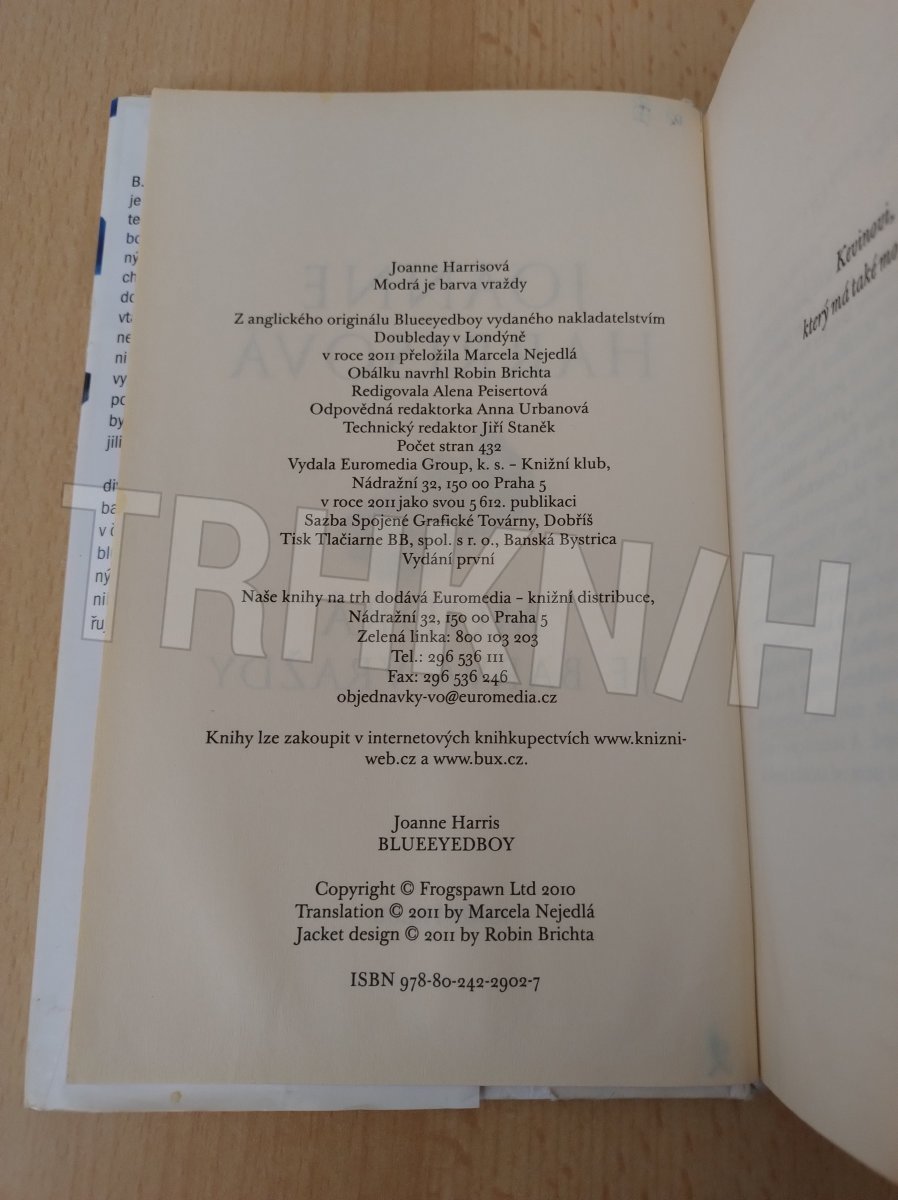 Joanne Harrisová
Modrá je barva vraždy
Z anglického originálu Blueeyedboy vydaného nakladatelstvím
Doubleday v Londýně
v roce 2011 přeložila Marcela Nejedlá
Obálku navrhl Robin Brichta
Redigovala Alena Peisertová
Odpovědná redaktorka Anna Urbanová
Technický redaktor Jiří Staněk
Počet stran 432
Vydala Euromedia Group, k. s. – Knižní klub,
Nádražní 32, 150 00 Praha 5
v roce 2011 jako svou 5 612. publikaci
Sazba Spojené Grafické Továrny, Dobříš
Tisk Tlačiarne BB, spol. s r. o., Banská Bystrica
Vydání první
Naše knihy na trh dodává Euromedia – knižní distribuce,
Nádražní 32, 150 00 Praha 5
Zelená linka: 800 103 203
Tel.: 296 536 111
Fax: 296 536 246
objednavky-vo@euromedia.cz
Knihy lze zakoupit v internetových knihkupectvích www.knizni-
web.cz a www.bux.cz.
Joanne Harris
BLUEEYEDBOY
Copyright © Frogspawn Ltd 2010
Translation © 2011 by Marcela Nejedlá
Jacket design © 2011 by Robin Brichta
ISBN 978-80-242-2902-7
Kevinovi,
který má také
TRHKNIH